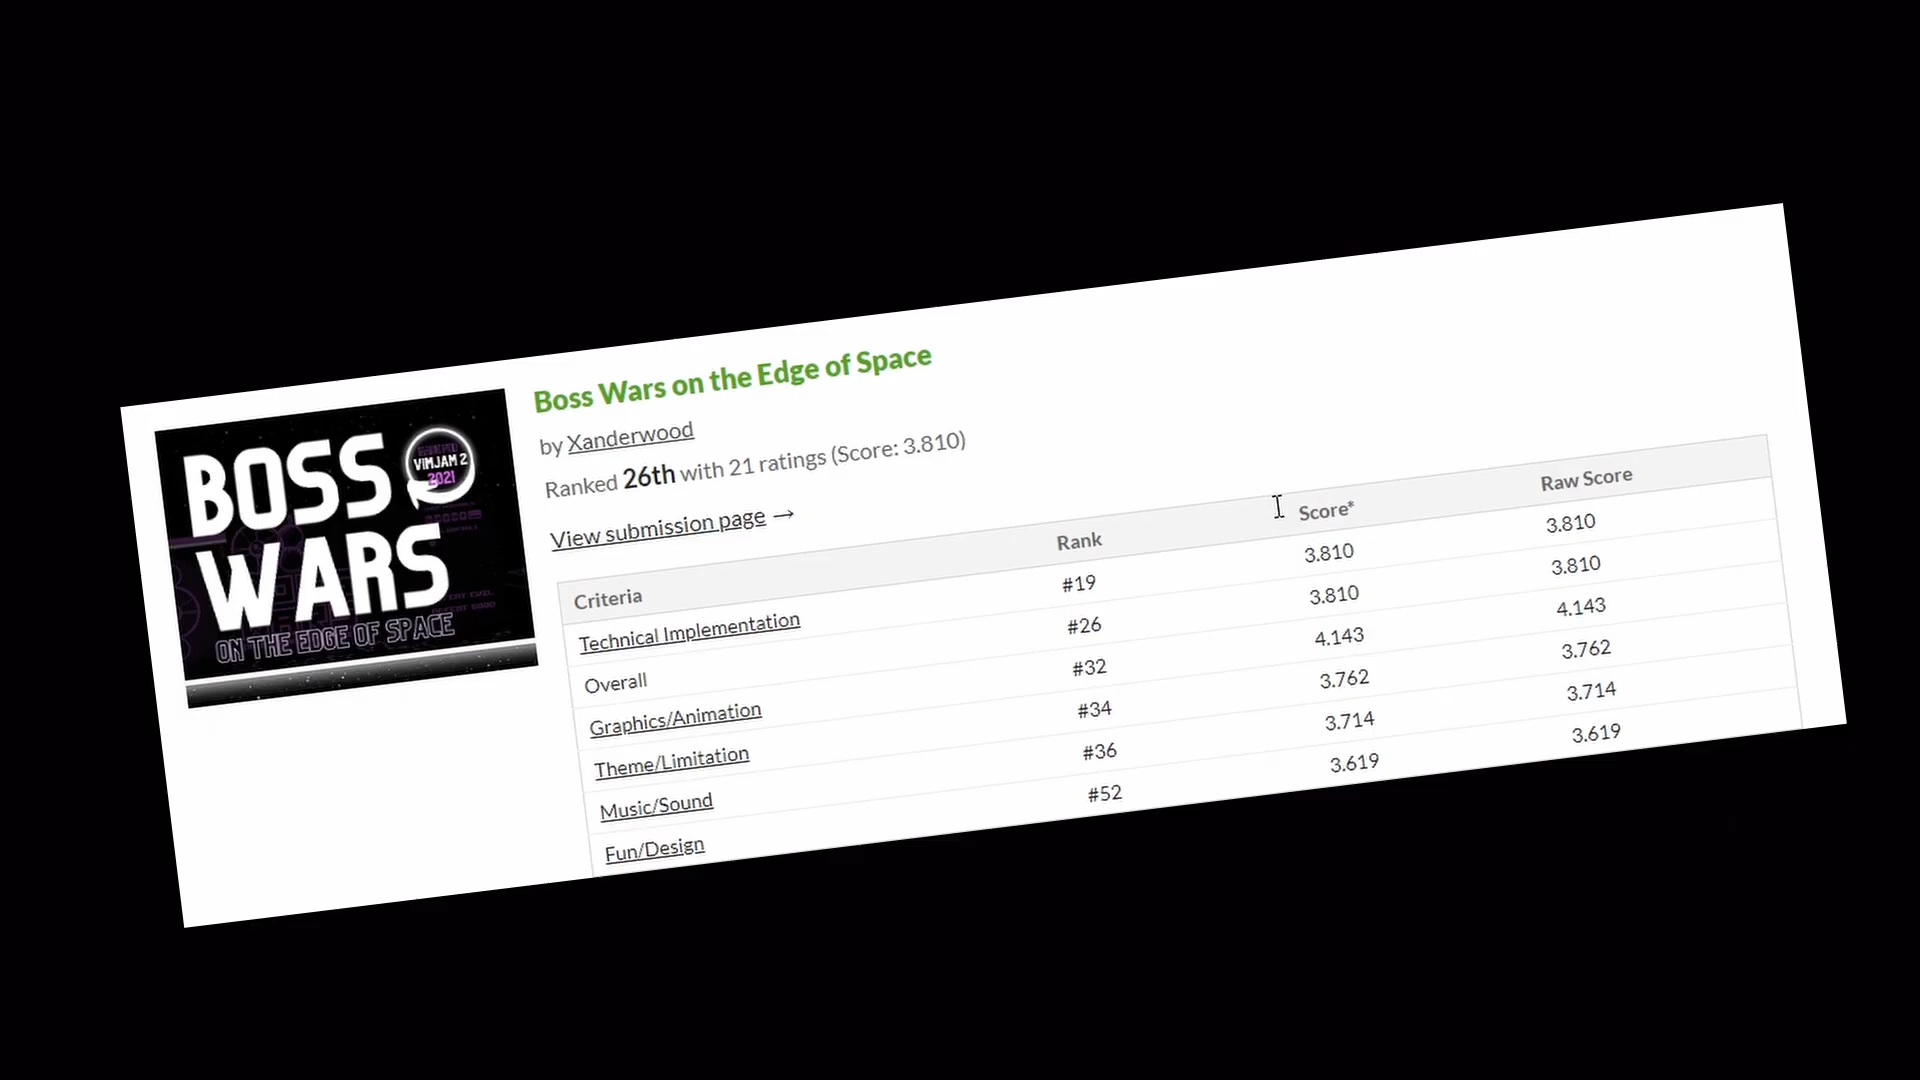 BOSS
WARS
ON THE EDGE OF SPACE
VIMJAM 2
2021
Boss Wars on the Edge of Space
by Xanderwood
Ranked 26th with 21 ratings (Score: 3.810)
View submission page →
Criteria Rank Score* Raw Score
Technical Implementation #19 3.810 3.810
Overall #26 3.810 3.810
Graphics/Animation #32 4.143 4.143
Theme/Limitation #34 3.762 3.762
Music/Sound #36 3.714 3.714
Fun/Design #52 3.619 3.619